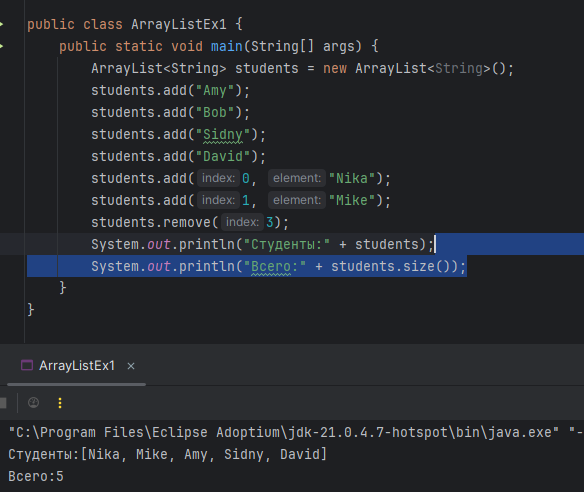 public class ArrayListEx1 {
public static void main(String[] args) {
ArrayList<String> students = new ArrayList<String>();
students.add("Amy");
students.add("Bob");
students.add("Sidny");
students.add("David");
students.add( index: 0, element: "Nika");
students.add( index: 1, element: "Mike");
students.remove( index: 3);
System.out.println("Студенты:" + students);
System.out.println("Всего:" + students.size());
}
}
ArrayListEx1 ×
"C:\Program Files\Eclipse Adoptium\jdk-21.0.4.7-hotspot\bin\java.exe" "-
Студенты:[Nika, Mike, Amy, Sidny, David]
Всего:5